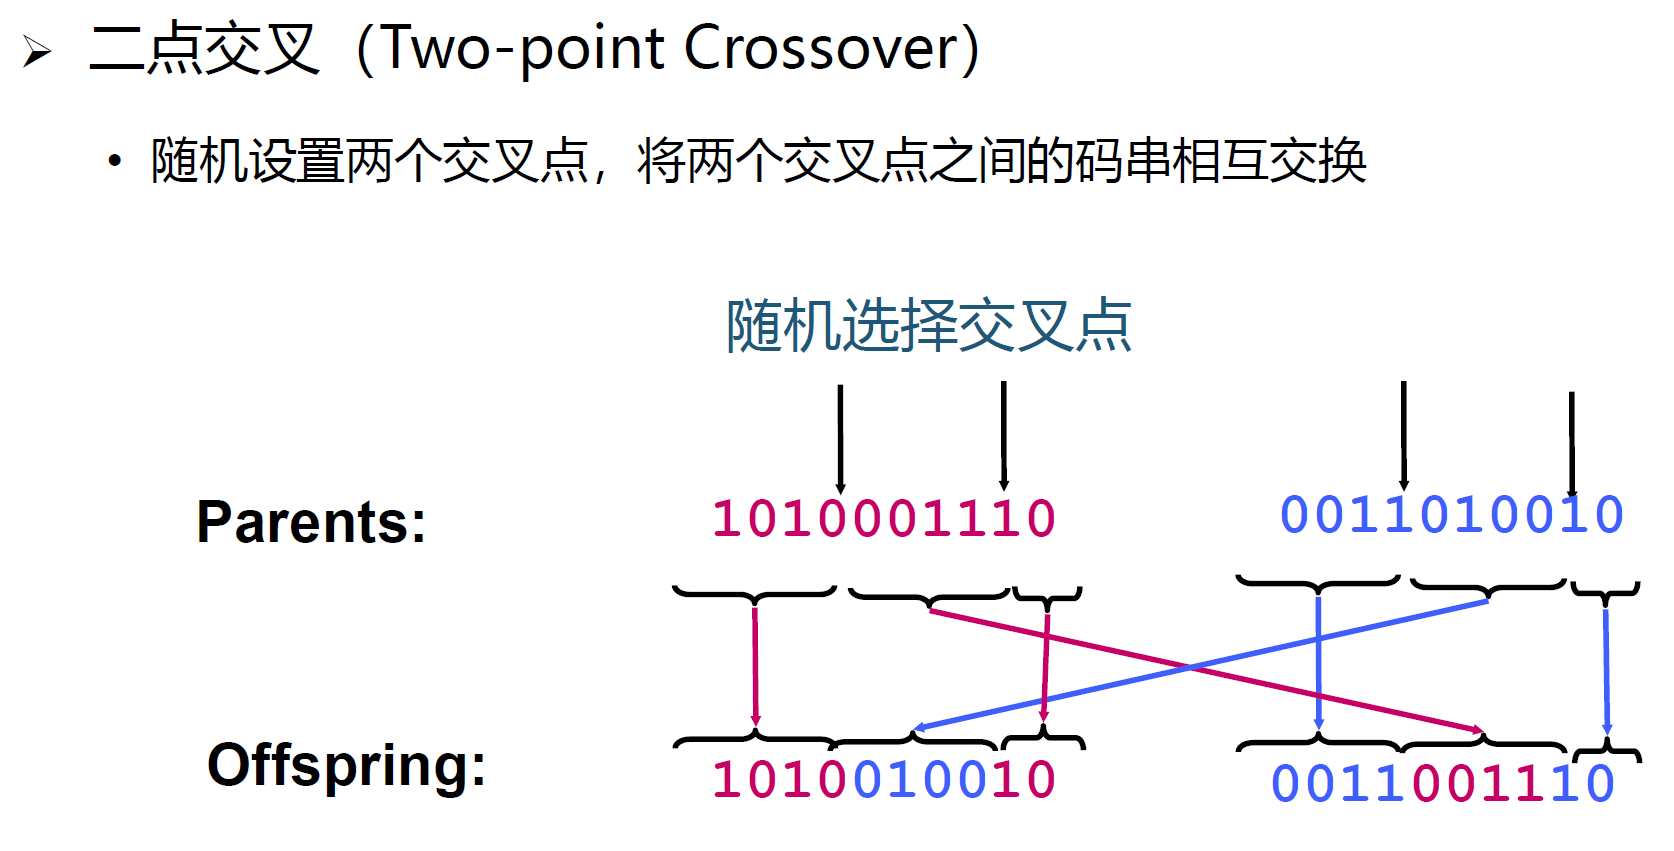 ➢ 二点交叉（Two-point Crossover）
• 随机设置两个交叉点，将两个交叉点之间的码串相互交换
随机选择交叉点
Parents: 1010001110 0011010010
Offspring: 1010010010 0011001110